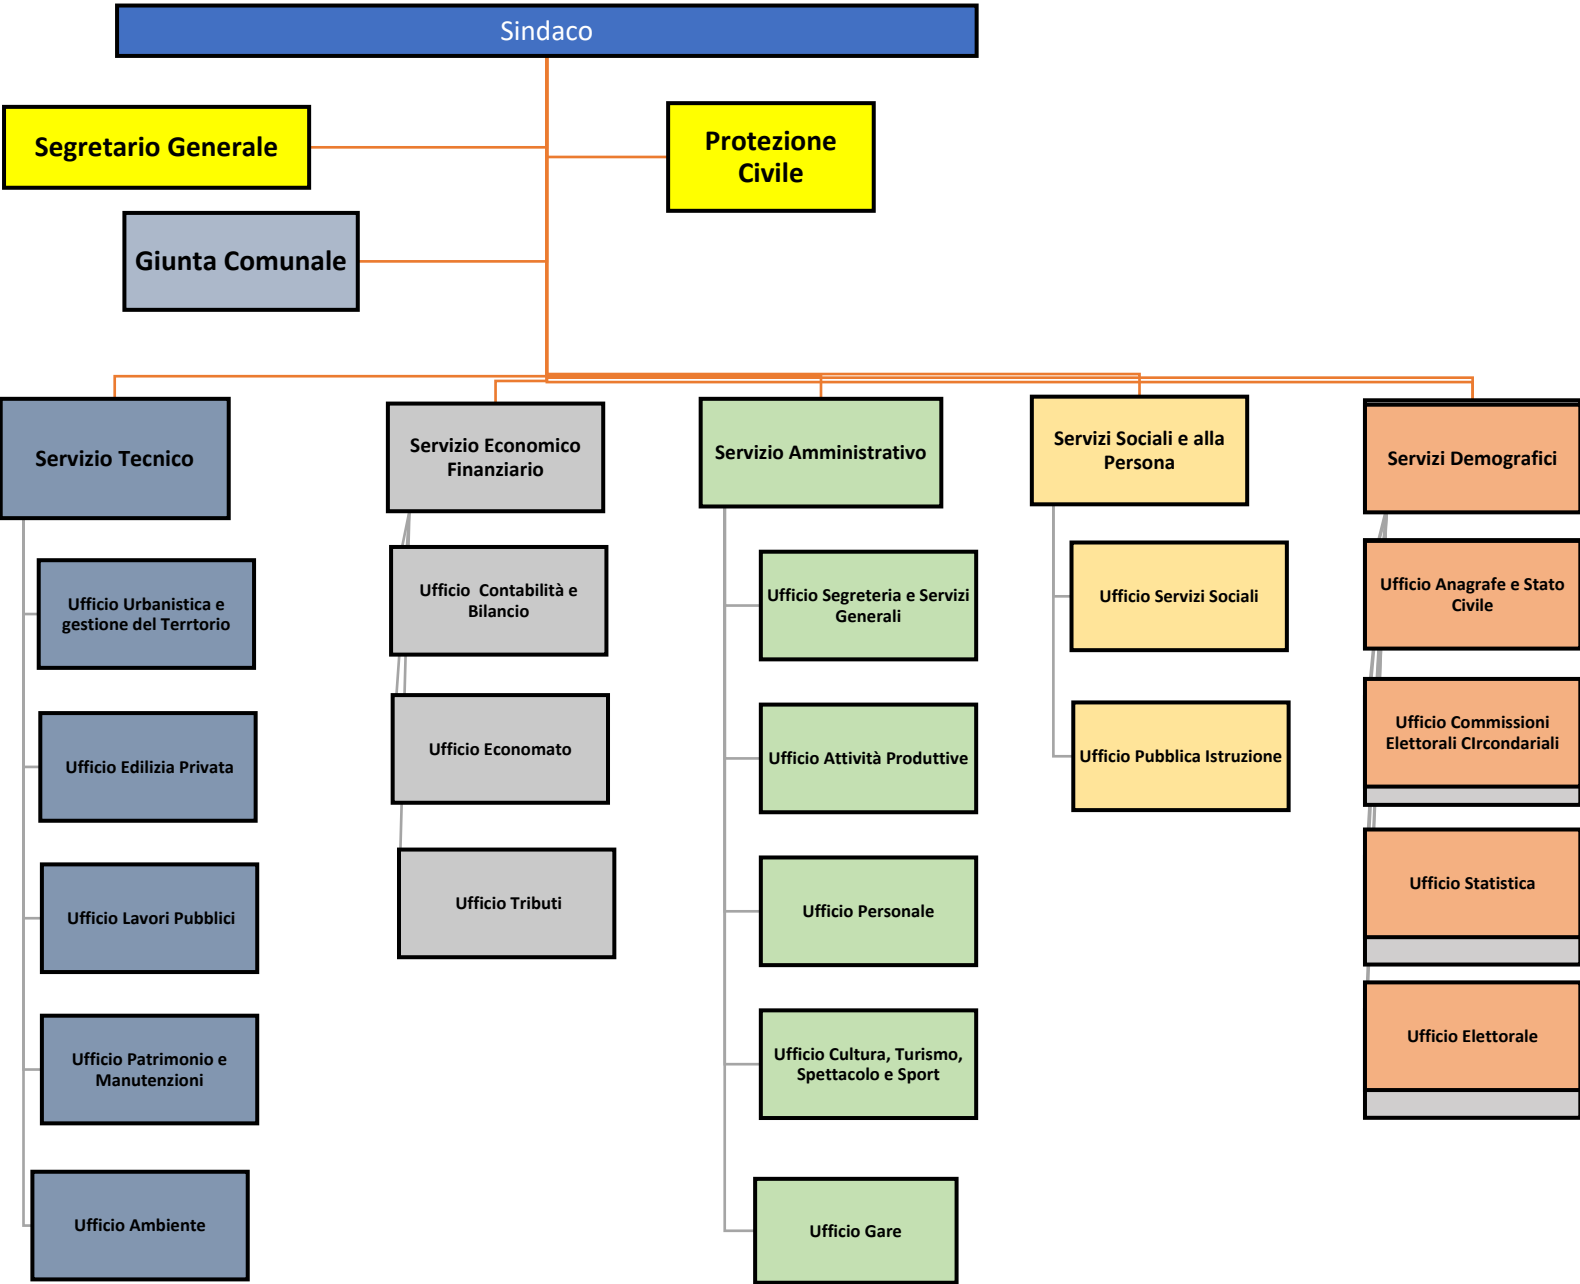 Sindaco
Segretario Generale
Protezione
Civile
Giunta Comunale
Servizio Tecnico
Ufficio Urbanistica e
gestione del Terrtorio
Ufficio Edilizia Privata
Ufficio Lavori Pubblici
Ufficio Patrimonio e
Manutenzioni
Ufficio Ambiente
Servizio Economico
Finanziario
Ufficio Contabilità e
Bilancio
Ufficio Economato
Ufficio Tributi
Servizio Amministrativo
Ufficio Segreteria e Servizi
Generali
Ufficio Attività Produttive
Ufficio Personale
Ufficio Cultura, Turismo,
Spettacolo e Sport
Ufficio Gare
Servizi Sociali e alla
Persona
Ufficio Servizi Sociali
Ufficio Pubblica Istruzione
Servizi Demografici
Ufficio Anagrafe e Stato
Civile
Ufficio Commissioni
Elettorali CIrcondariali
Ufficio Statistica
Ufficio Elettorale